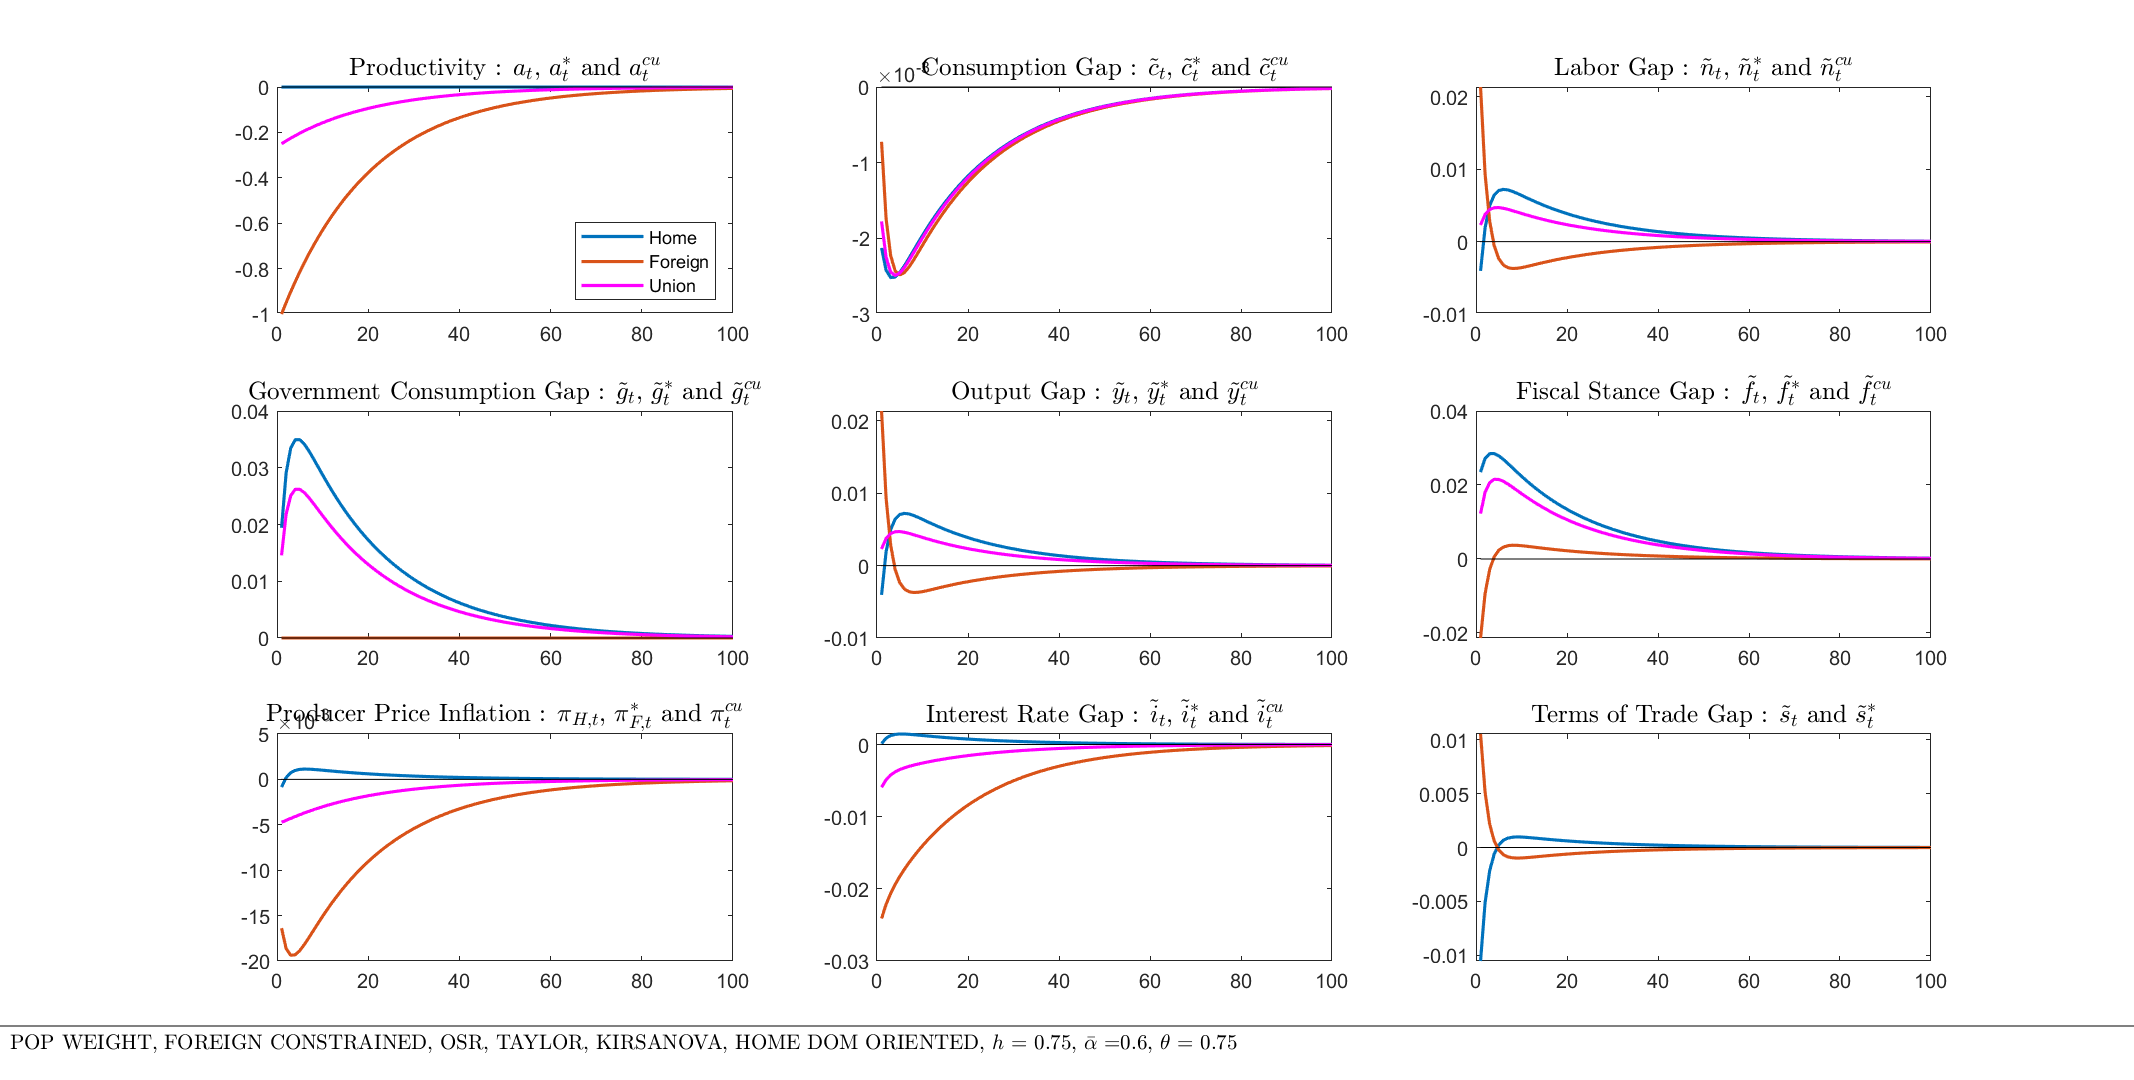 Productivity : a_t, a_t^* and a_t^{cu}
0
-0.2
-0.4
-0.6
-0.8
-1
0 20 40 60 80 100
Home
Foreign
Union
×10^{-3}
Consumption Gap : c̃_t, c̃_t^* and c̃_t^{cu}
0
-1
-2
-3
0 20 40 60 80 100
Labor Gap : ñ_t, ñ_t^* and ñ_t^{cu}
0.02
0.01
0
-0.01
0 20 40 60 80 100
Government Consumption Gap : g̃_t, g̃_t^* and g̃_t^{cu}
0.04
0.03
0.02
0.01
0
0 20 40 60 80 100
Output Gap : ỹ_t, ỹ_t^* and ỹ_t^{cu}
0.02
0.01
0
-0.01
0 20 40 60 80 100
Fiscal Stance Gap : f̃_t, f̃_t^* and f̃_t^{cu}
0.04
0.02
0
-0.02
0 20 40 60 80 100
Producer Price Inflation : π_{H,t}, π_{F,t}^* and π_t^{cu}
×10^{-3}
5
0
-5
-10
-15
-20
0 20 40 60 80 100
Interest Rate Gap : ĩ_t, ĩ_t^* and ĩ_t^{cu}
0
-0.01
-0.02
-0.03
0 20 40 60 80 100
Terms of Trade Gap : s̃_t and s̃_t^*
0.01
0.005
0
-0.005
-0.01
0 20 40 60 80 100
POP WEIGHT, FOREIGN CONSTRAINED, OSR, TAYLOR, KIRSANOVA, HOME DOM ORIENTED, h = 0.75, ᾱ =0.6, θ = 0.75